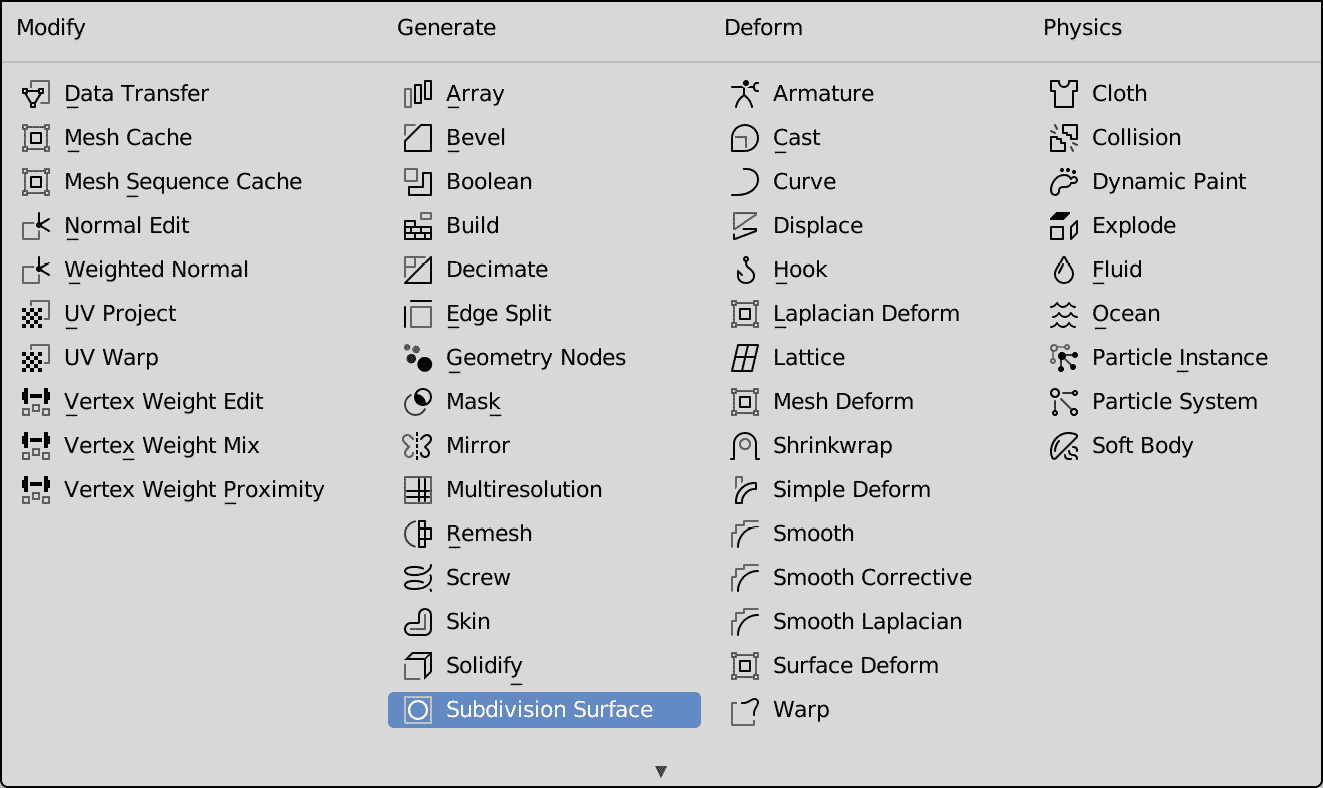 Modify
Data Transfer
Mesh Cache
Mesh Sequence Cache
Normal Edit
Weighted Normal
UV Project
UV Warp
Vertex Weight Edit
Vertex Weight Mix
Vertex Weight Proximity
Generate
Array
Bevel
Boolean
Build
Decimate
Edge Split
Geometry Nodes
Mask
Mirror
Multiresolution
Remesh
Screw
Skin
Solidify
Subdivision Surface
Deform
Armature
Cast
Curve
Displace
Hook
Laplacian Deform
Lattice
Mesh Deform
Shrinkwrap
Simple Deform
Smooth
Smooth Corrective
Smooth Laplacian
Surface Deform
Warp
Physics
Cloth
Collision
Dynamic Paint
Explode
Fluid
Ocean
Particle Instance
Particle System
Soft Body